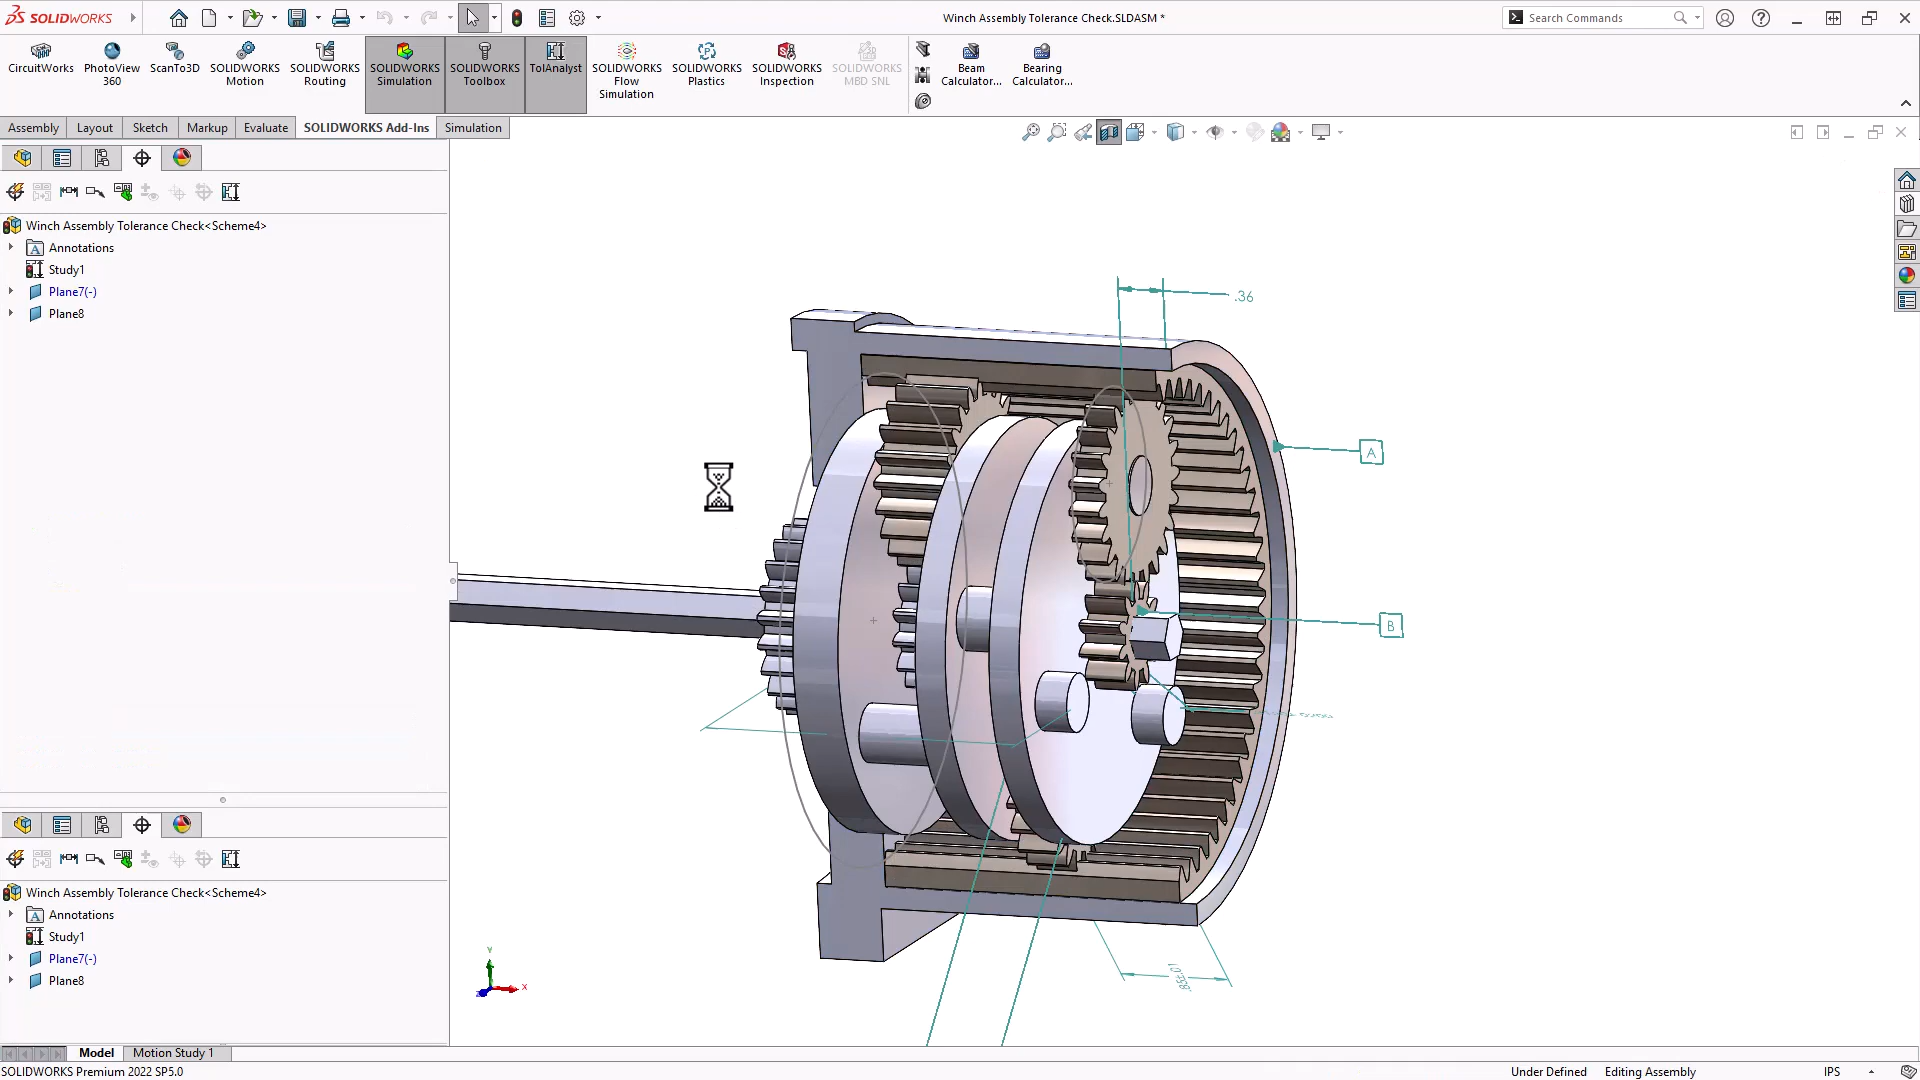 SOLIDWORKS
Winch Assembly Tolerance Check.SLDASM *
Search Commands
CircuitWorks
PhotoView
360
ScanTo3D
SOLIDWORKS
Motion
SOLIDWORKS
Routing
SOLIDWORKS
Simulation
SOLIDWORKS
Toolbox
TolAnalyst
SOLIDWORKS
Flow
Simulation
SOLIDWORKS
Plastics
SOLIDWORKS
Inspection
SOLIDWORKS
MBD SNL
Beam
Calculator...
Bearing
Calculator...
Assembly
Layout
Sketch
Markup
Evaluate
SOLIDWORKS Add-Ins
Simulation
Winch Assembly Tolerance Check<Scheme4>
Annotations
Study1
Plane7(-)
Plane8
.36
A
B
Winch Assembly Tolerance Check<Scheme4>
Annotations
Study1
Plane7(-)
Plane8
Y
X
Z
Model
Motion Study 1
SOLIDWORKS Premium 2022 SP5.0
Under Defined
Editing Assembly
IPS